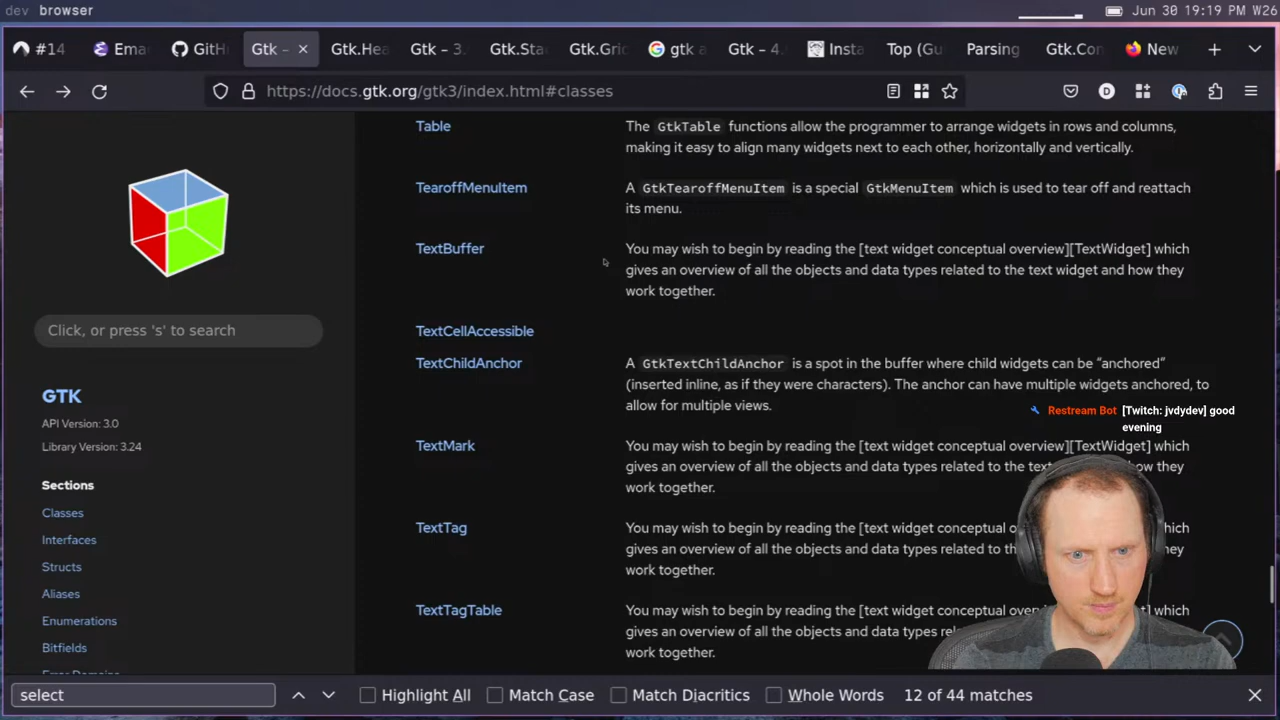 dev browser
Jun 30 19:19 PM W26
#14
Ema
GitH
Gtk –
Gtk.Hea
Gtk – 3.
Gtk.Sta
Gtk.Gri
gtk a
Gtk – 4.
Insta
Top (Gu
Parsing
Gtk.Con
New
https://docs.gtk.org/gtk3/index.html#classes
Click, or press 's' to search
GTK
API Version: 3.0
Library Version: 3.24
Sections
Classes
Interfaces
Structs
Aliases
Enumerations
Bitfields
Error Domains
Table
The GtkTable functions allow the programmer to arrange widgets in rows and columns,
making it easy to align many widgets next to each other, horizontally and vertically.
TearoffMenuItem
A GtkTearoffMenuItem is a special GtkMenuItem which is used to tear off and reattach
its menu.
TextBuffer
You may wish to begin by reading the [text widget conceptual overview][TextWidget] which
gives an overview of all the objects and data types related to the text widget and how they
work together.
TextCellAccessible
TextChildAnchor
A GtkTextChildAnchor is a spot in the buffer where child widgets can be “anchored”
(inserted inline, as if they were characters). The anchor can have multiple widgets anchored, to
allow for multiple views.
Restream Bot [Twitch: jvdydev] good
evening
TextMark
You may wish to begin by reading the [text widget conceptual overview][TextWidget] which
gives an overview of all the objects and data types related to the tex how they
work together.
TextTag
You may wish to begin by reading the [text widget conceptual o which
gives an overview of all the objects and data types related to th they
work together.
TextTagTable
You may wish to begin by reading the [text widget conceptual over which
gives an overview of all the objects and data types related to th they
work together.
select
Highlight All
Match Case
Match Diacritics
Whole Words
12 of 44 matches